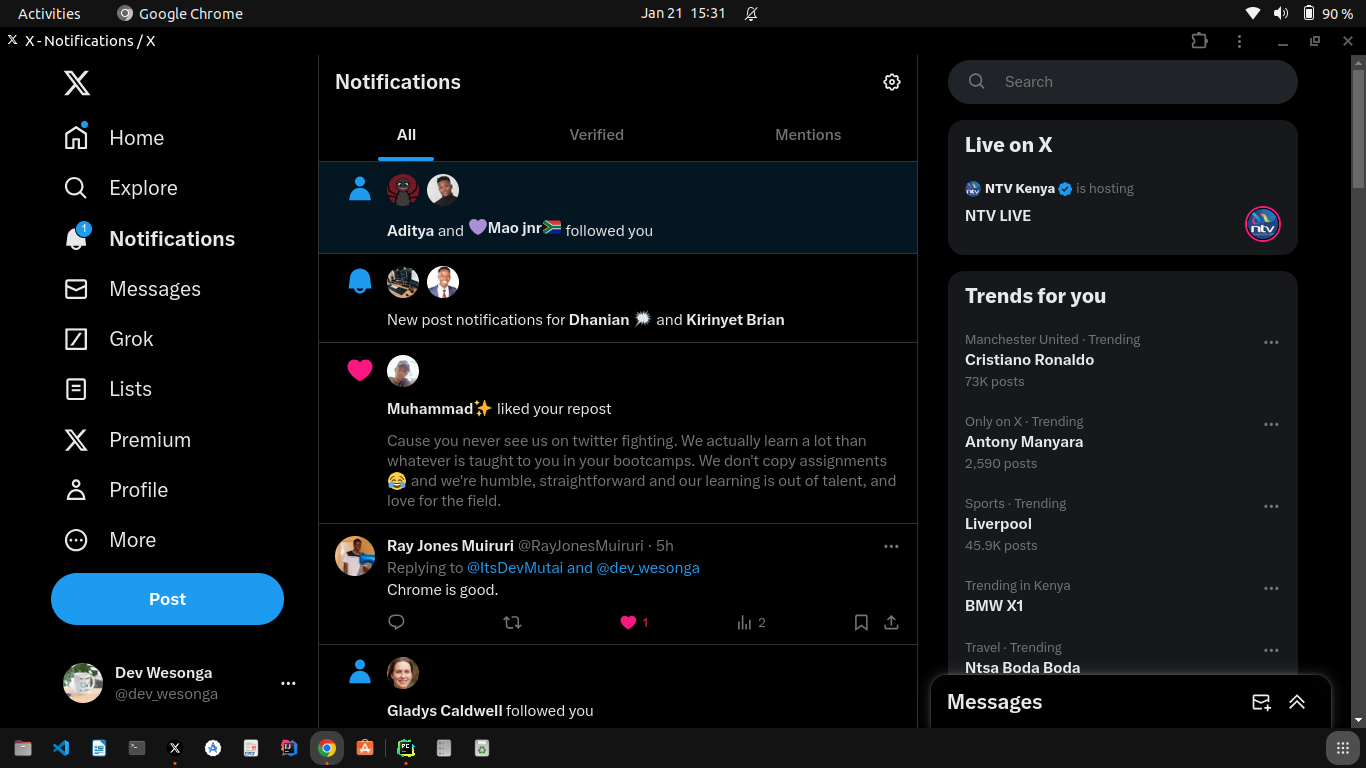 Activities
Google Chrome
Jan 21 15:31
90 %
X - Notifications / X
Home
Explore
1
Notifications
Messages
Grok
Lists
Premium
Profile
More
Post
Dev Wesonga
@dev_wesonga
Notifications
All
Verified
Mentions
Aditya and 💜Mao jnr🇿🇦 followed you
New post notifications for Dhanian 🗯 and Kirinyet Brian
Muhammad✨ liked your repost
Cause you never see us on twitter fighting. We actually learn a lot than
whatever is taught to you in your bootcamps. We don't copy assignments
😂 and we're humble, straightforward and our learning is out of talent, and
love for the field.
Ray Jones Muiruri @RayJonesMuiruri · 5h
Replying to @ItsDevMutai and @dev_wesonga
Chrome is good.
1
2
Gladys Caldwell followed you
Search
Live on X
NTV Kenya is hosting
NTV LIVE
ntv
Trends for you
Manchester United · Trending
Cristiano Ronaldo
73K posts
Only on X · Trending
Antony Manyara
2,590 posts
Sports · Trending
Liverpool
45.9K posts
Trending in Kenya
BMW X1
Travel · Trending
Ntsa Boda Boda
Messages